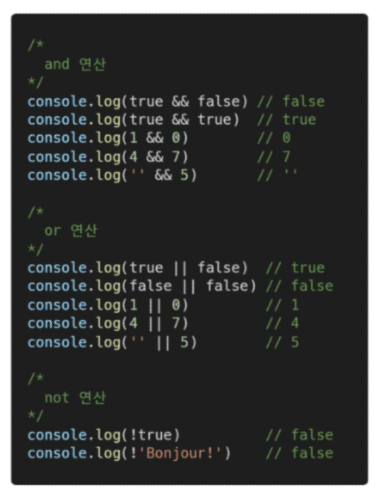 /*
  and 연산
*/
console.log(true && false) // false
console.log(true && true)  // true
console.log(1 && 0)        // 0
console.log(4 && 7)        // 7
console.log('' && 5)       // ''
/*
  or 연산
*/
console.log(true || false)  // true
console.log(false || false) // false
console.log(1 || 0)         // 1
console.log(4 || 7)         // 4
console.log('' || 5)        // 5
/*
  not 연산
*/
console.log(!true)          // false
console.log(!'Bonjour!')    // false